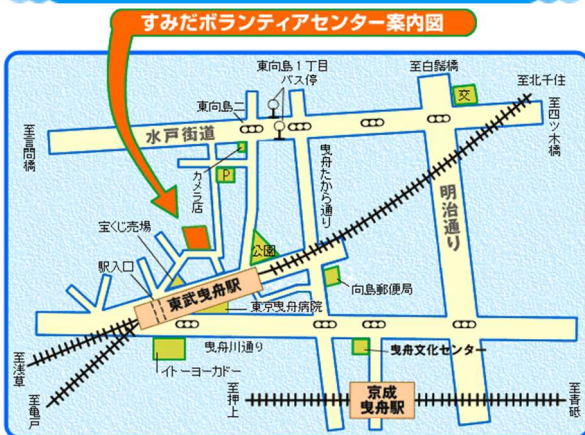 すみだボランティアセンター案内図
東向島1丁目
バス停
至白鬚橋
至北千住
東向島二
交
至言問橋
水戸街道
至四ツ木橋
カメラ店
P
曳舟たから通り
明治通り
宝くじ売場
公園
駅入口
東武曳舟駅
向島郵便局
東京曳舟病院
曳舟川通り
曳舟文化センター
至浅草
イトーヨーカドー
至亀戸
至押上
京成
曳舟駅
至青砥